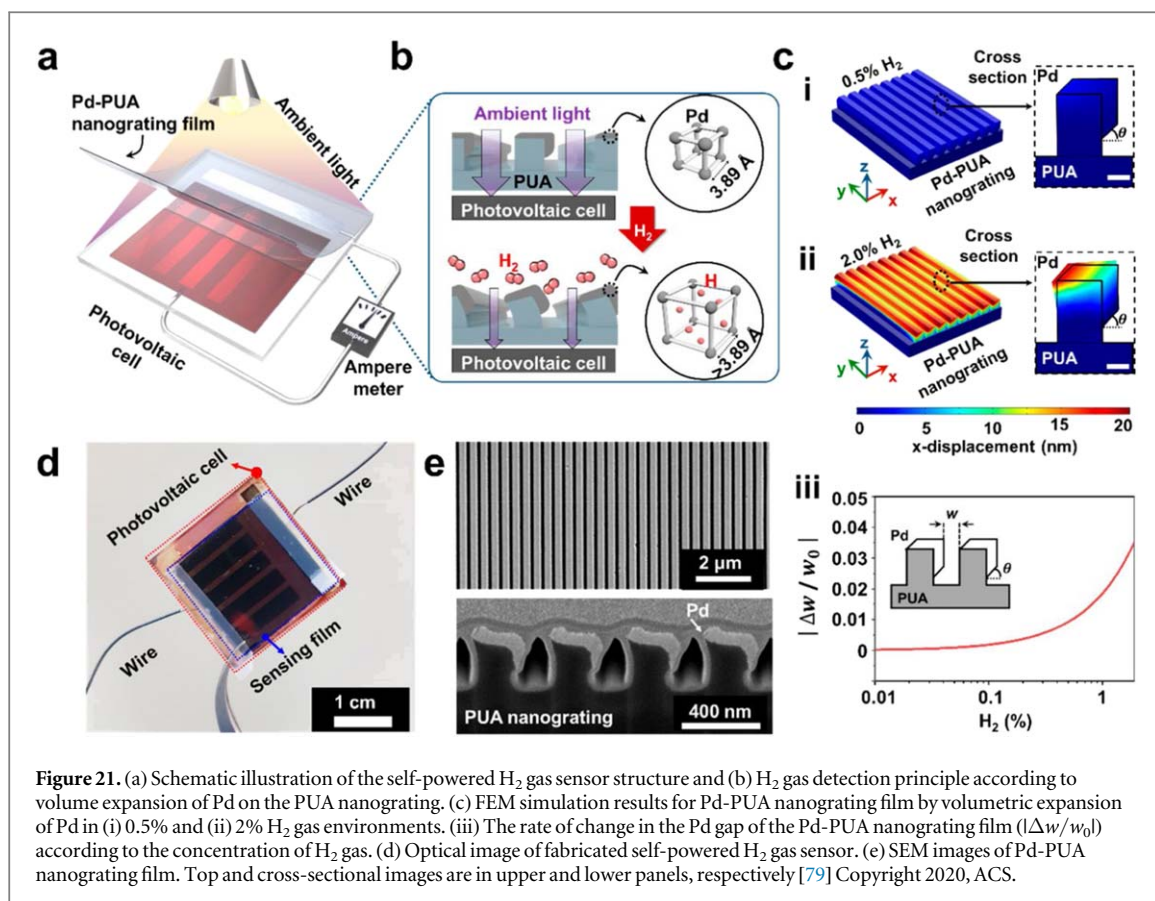 a
Pd-PUA
nanograting film
Ambient light
Photovoltaic
cell
Ampere
Ampere
meter
b
Ambient light
PUA
Photovoltaic cell
Pd
3.89 Å
H2
H2
Photovoltaic cell
H
>3.89 Å
c
i
0.5% H2
Cross
section
Pd
θ
PUA
z
y
x
Pd-PUA
nanograting
ii
2.0% H2
Cross
section
Pd
θ
PUA
z
y
x
Pd-PUA
nanograting
0 5 10 15 20
x-displacement (nm)
d
Photovoltaic cell
Wire
Wire
Sensing film
1 cm
e
2 μm
Pd
PUA nanograting
400 nm
iii
| Δw / w0 |
0.05
0.04
0.03
0.02
0.01
0
Pd
w
θ
PUA
0.01 0.1 1
H2 (%)
Figure 21. (a) Schematic illustration of the self-powered H2 gas sensor structure and (b) H2 gas detection principle according to
volume expansion of Pd on the PUA nanograting. (c) FEM simulation results for Pd-PUA nanograting film by volumetric expansion
of Pd in (i) 0.5% and (ii) 2% H2 gas environments. (iii) The rate of change in the Pd gap of the Pd-PUA nanograting film (|Δw/w0|)
according to the concentration of H2 gas. (d) Optical image of fabricated self-powered H2 gas sensor. (e) SEM images of Pd-PUA
nanograting film. Top and cross-sectional images are in upper and lower panels, respectively [79] Copyright 2020, ACS.